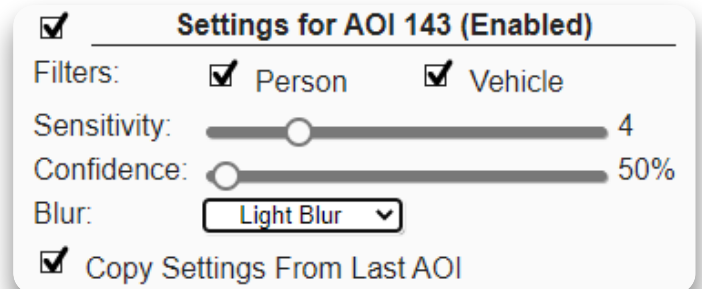 Settings for AOI 143 (Enabled)
Filters: Person Vehicle
Sensitivity: 4
Confidence: 50%
Blur: Light Blur
Copy Settings From Last AOI